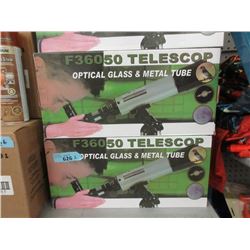 F36050 TELESCOP
OPTICAL GLASS & METAL TUBE
F36050 TELESCOP
OPTICAL GLASS & METAL TUBE